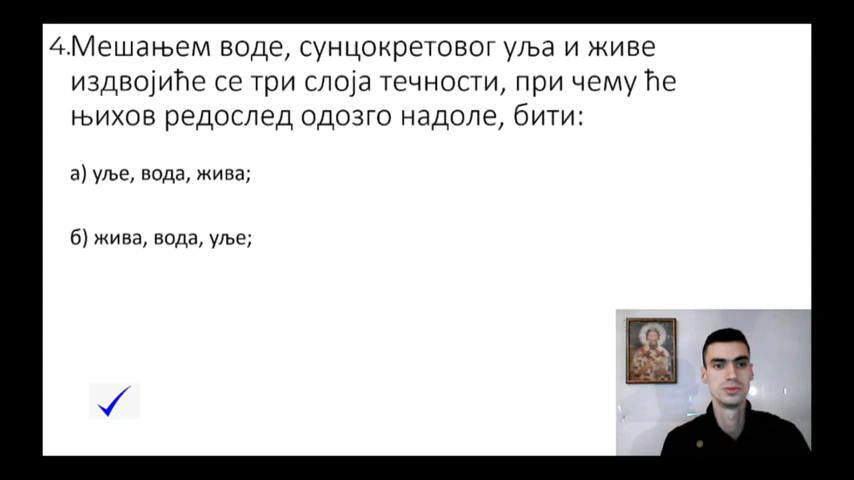 4.Мешањем воде, сунцокретовог уља и живе
издвојиће се три слоја течности, при чему ће
њихов редослед одозго надоле, бити:
а) уље, вода, жива;
б) жива, вода, уље;